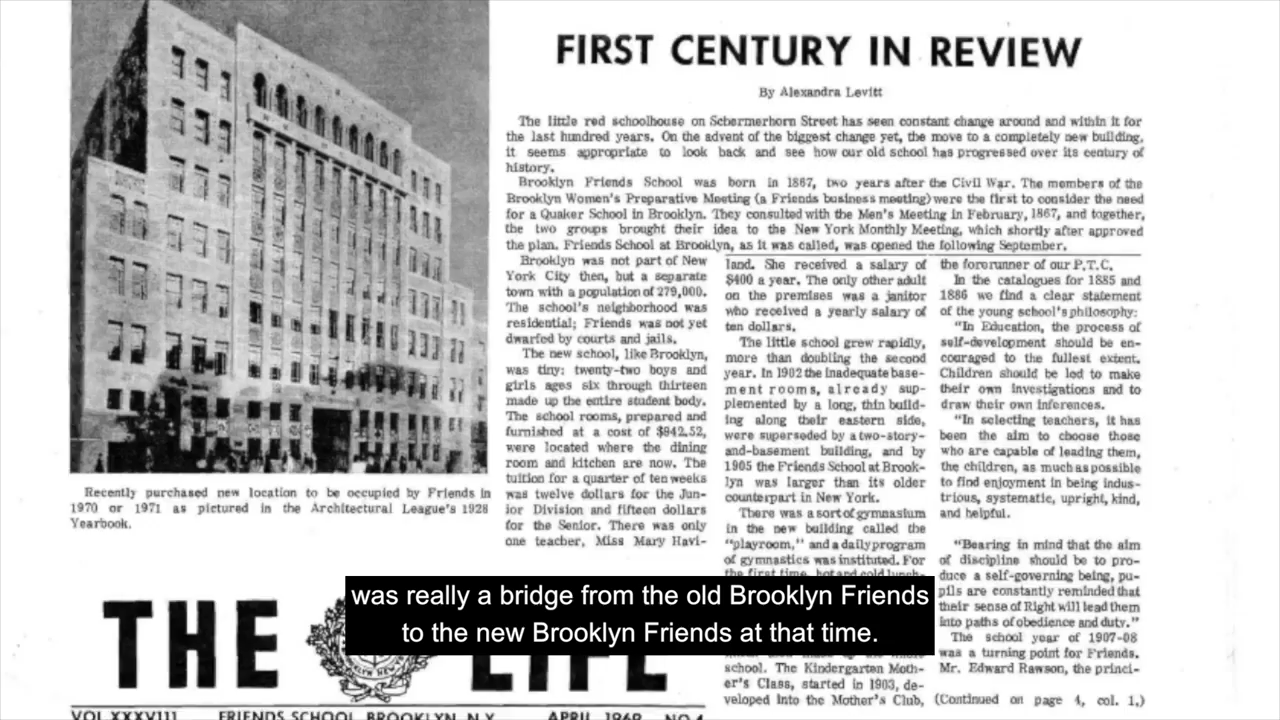 FIRST CENTURY IN REVIEW
By Alexandra Levitt
The little red schoolhouse on Schermerhorn Street has seen constant change around and within it for
the last hundred years. On the advent of the biggest change yet, the move to a completely new building,
it seems appropriate to look back and see how our old school has progressed over its century of
history.
Brooklyn Friends School was born in 1867, two years after the Civil War. The members of the
Brooklyn Women's Preparative Meeting (a Friends business meeting) were the first to consider the need
for a Quaker School in Brooklyn. They consulted with the Men's Meeting in February, 1867, and together,
the two groups brought their idea to the New York Monthly Meeting, which shortly after approved
the plan. Friends School at Brooklyn, as it was called, was opened the following September.
Brooklyn was not part of New
York City then, but a separate
town with a population of 279,000.
The school's neighborhood was
residential; Friends was not yet
dwarfed by courts and jails.
The new school, like Brooklyn,
was tiny: twenty-two boys and
girls ages six through thirteen
made up the entire student body.
The school rooms, prepared and
furnished at a cost of $942.52,
were located where the dining
room and kitchen are now. The
tuition for a quarter of ten weeks
was twelve dollars for the Jun-
ior Division and fifteen dollars
for the Senior. There was only
one teacher, Miss Mary Havi-
land. She received a salary of
$400 a year. The only other adult
on the premises was a janitor
who received a yearly salary of
ten dollars.
The little school grew rapidly,
more than doubling the second
year. In 1902 the inadequate base-
ment rooms, already sup-
plemented by a long, thin build-
ing along their eastern side,
were superseded by a two-story-
and-basement building, and by
1905 the Friends School at Brook-
lyn was larger than its older
counterpart in New York.
There was a sort of gymnasium
in the new building called the
"playroom," and a daily program
of gymnastics was instituted. For
the first time, hot and cold lunch-
school. The Kindergarten Moth-
er's Class, started in 1903, de-
veloped into the Mother's Club,
the forerunner of our P.T.C.
In the catalogues for 1885 and
1886 we find a clear statement
of the young school's philosophy:
"In Education, the process of
self-development should be en-
couraged to the fullest extent.
Children should be led to make
their own investigations and to
draw their own inferences.
"In selecting teachers, it has
been the aim to choose those
who are capable of leading them,
the children, as much as possible
to find enjoyment in being indus-
trious, systematic, upright, kind,
and helpful.
"Bearing in mind that the aim
of discipline should be to pro-
duce a self-governing being, pu-
pils are constantly reminded that
their sense of Right will lead them
into paths of obedience and duty."
The school year of 1907-08
was a turning point for Friends.
Mr. Edward Rawson, the princi-
(Continued on page 4, col. 1.)
Recently purchased new location to be occupied by Friends in
1970 or 1971 as pictured in the Architectural League's 1928
Yearbook.
THE LIFE
VOL XXXVIII FRIENDS SCHOOL, BROOKLYN, N.Y. APRIL 1969 NO. 4
was really a bridge from the old Brooklyn Friends
to the new Brooklyn Friends at that time.